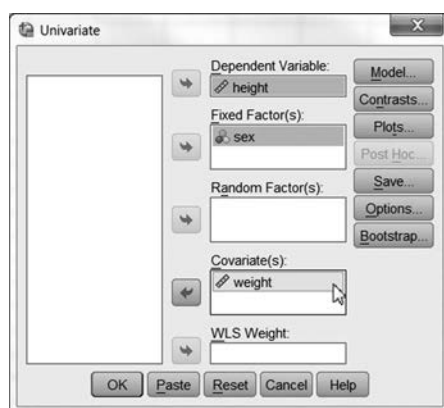 Univariate
Dependent Variable:
height
Model...
Contrasts...
Fixed Factor(s):
sex
Plots...
Post Hoc...
Save...
Random Factor(s):
Options...
Bootstrap...
Covariate(s):
weight
WLS Weight:
OK Paste Reset Cancel Help